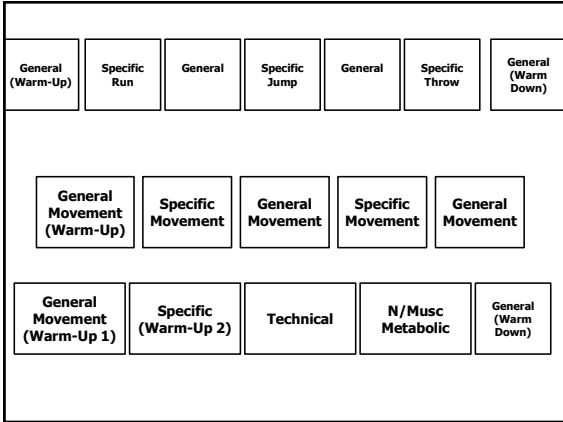 General
(Warm-Up)
Specific
Run
General
Specific
Jump
General
Specific
Throw
General
(Warm
Down)
General
Movement
(Warm-Up)
Specific
Movement
General
Movement
Specific
Movement
General
Movement
General
Movement
(Warm-Up 1)
Specific
(Warm-Up 2)
Technical
N/Musc
Metabolic
General
(Warm
Down)